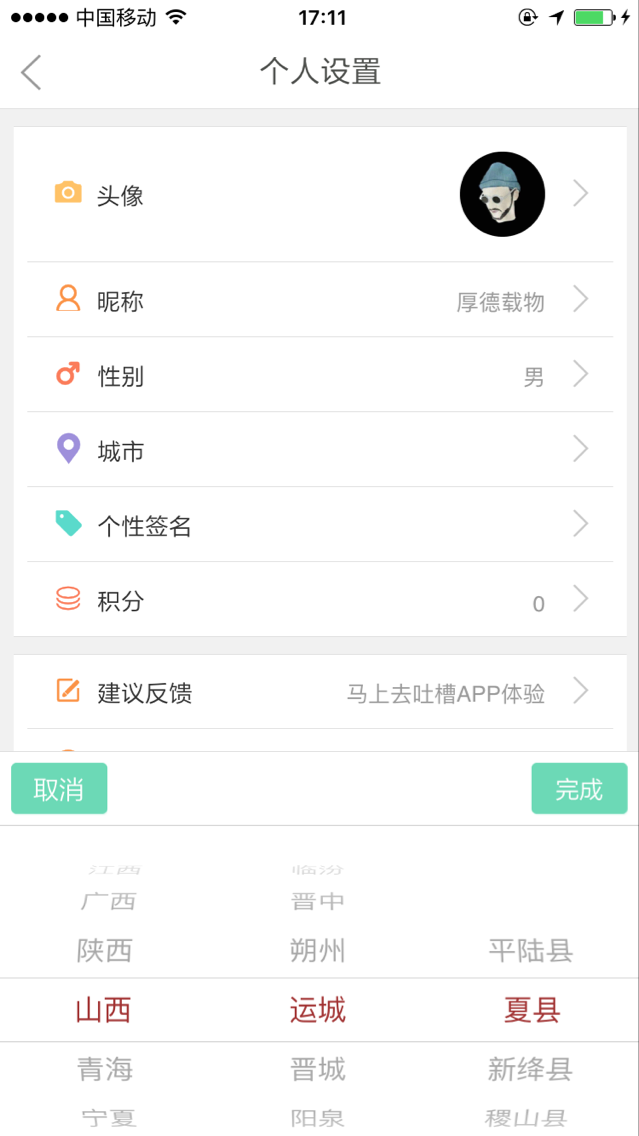 中国移动 17:11
个人设置
头像
昵称 厚德载物
性别 男
城市
个性签名
积分 0
建议反馈 马上去吐槽APP体验
取消 完成
江西 临汾
广西 晋中
陕西 朔州 平陆县
山西 运城 夏县
青海 晋城 新绛县
宁夏 阳泉 稷山县